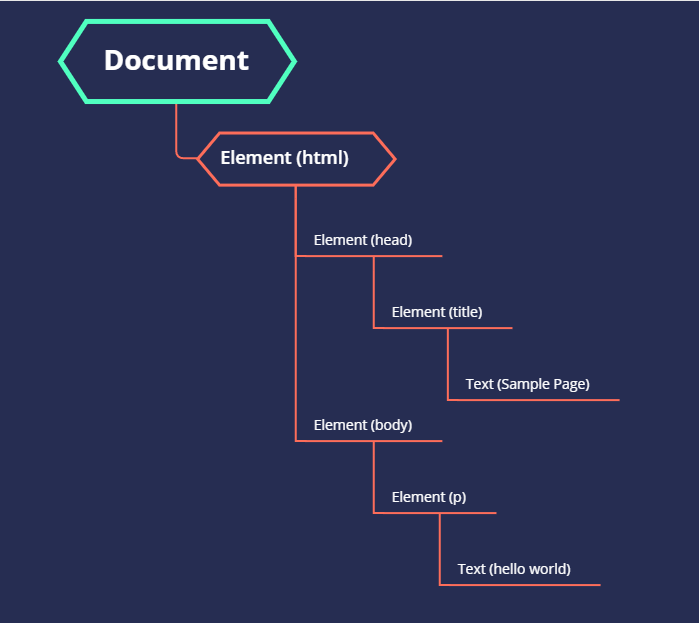 Document
Element (html)
Element (head)
Element (title)
Text (Sample Page)
Element (body)
Element (p)
Text (hello world)